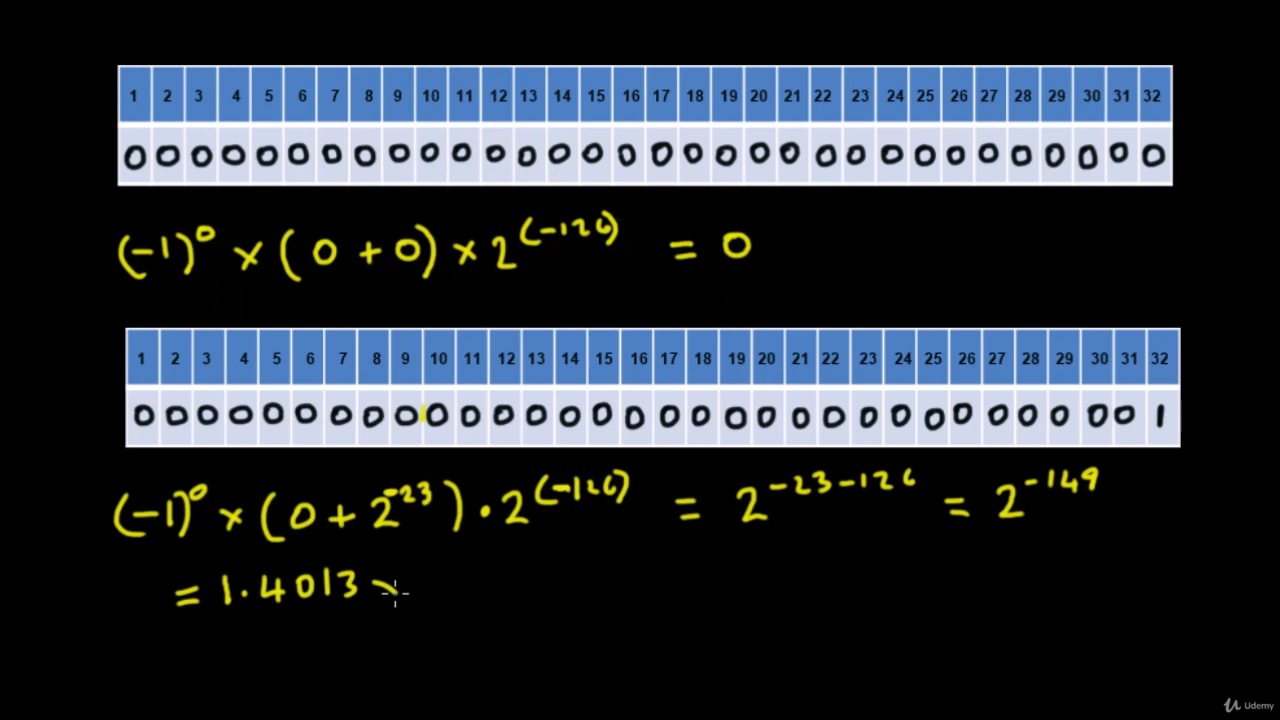 1 2 3 4 5 6 7 8 9 10 11 12 13 14 15 16 17 18 19 20 21 22 23 24 25 26 27 28 29 30 31 32
0 0 0 0 0 0 0 0 0 0 0 0 0 0 0 0 0 0 0 0 0 0 0 0 0 0 0 0 0 0 0 0
(-1)⁰ × (0 + 0) × 2⁽⁻¹²⁶⁾ = 0
1 2 3 4 5 6 7 8 9 10 11 12 13 14 15 16 17 18 19 20 21 22 23 24 25 26 27 28 29 30 31 32
0 0 0 0 0 0 0 0 0 0 0 0 0 0 0 0 0 0 0 0 0 0 0 0 0 0 0 0 0 0 0 1
(-1)⁰ × (0 + 2⁻²³) · 2⁽⁻¹²⁶⁾ = 2⁻²³⁻¹²⁶ = 2⁻¹⁴⁹
= 1.4013
Udemy